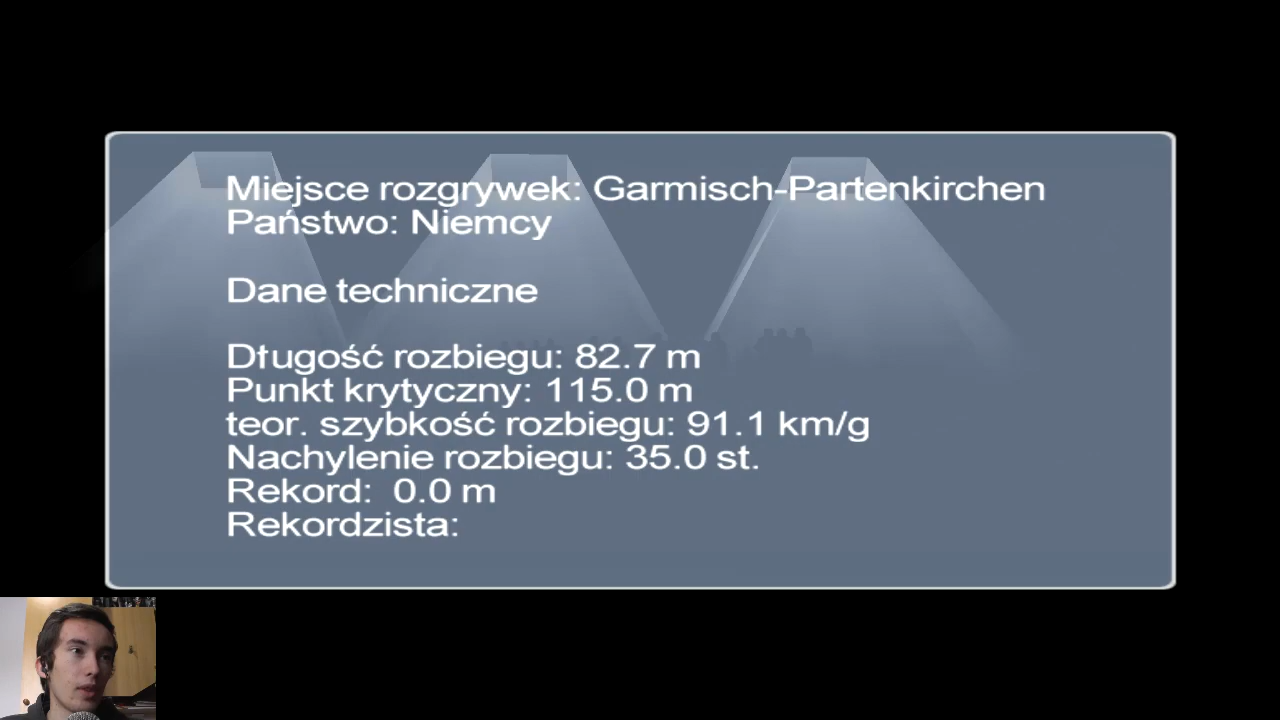 Miejsce rozgrywek: Garmisch-Partenkirchen
Państwo: Niemcy
Dane techniczne
Długość rozbiegu: 82.7 m
Punkt krytyczny: 115.0 m
teor. szybkość rozbiegu: 91.1 km/g
Nachylenie rozbiegu: 35.0 st.
Rekord: 0.0 m
Rekordzista: